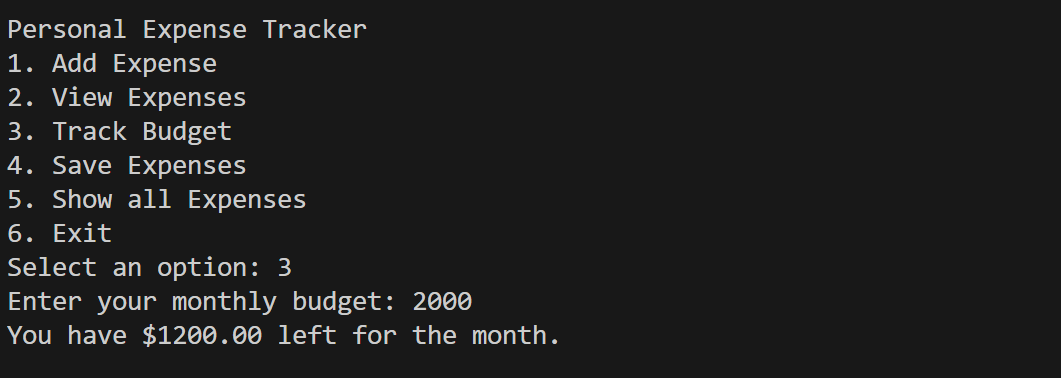 Personal Expense Tracker
1. Add Expense
2. View Expenses
3. Track Budget
4. Save Expenses
5. Show all Expenses
6. Exit
Select an option: 3
Enter your monthly budget: 2000
You have $1200.00 left for the month.